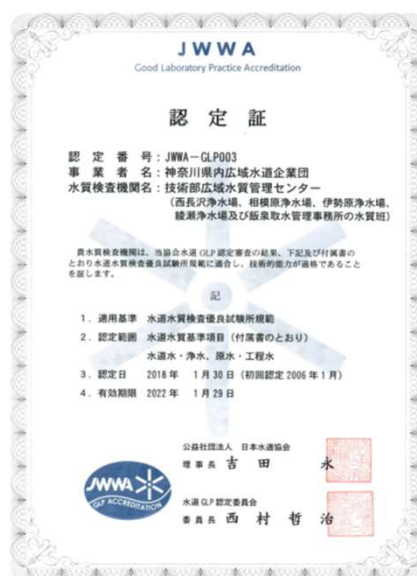 JWWA
Good Laboratory Practice Accreditation
認定証
認定番号：JWWA-GLP003
事業者名：神奈川県内広域水道企業団
水質検査機関名：技術部広域水質管理センター
（西長沢浄水場、相模原浄水場、伊勢原浄水場、
綾瀬浄水場及び飯泉取水管理事務所の水質班）
貴水質検査機関は、当協会水道 GLP 認定審査の結果、下記及び付属書の
とおり水道水質検査優良試験所規範に適合し、技術的能力が適格であること
を証します。
記
1．適用基準 水道水質検査優良試験所規範
2．認定範囲 水道水質基準項目（付属書のとおり）
水道水・浄水、原水・工程水
3．認定日 2018年 1月30日（初回認定 2006年1月）
4．有効期限 2022年 1月29日
公益社団法人 日本水道協会
理事長 吉田 永
JWWA
GLP ACCREDITATION
水道 GLP 認定委員会
委員長 西村哲治